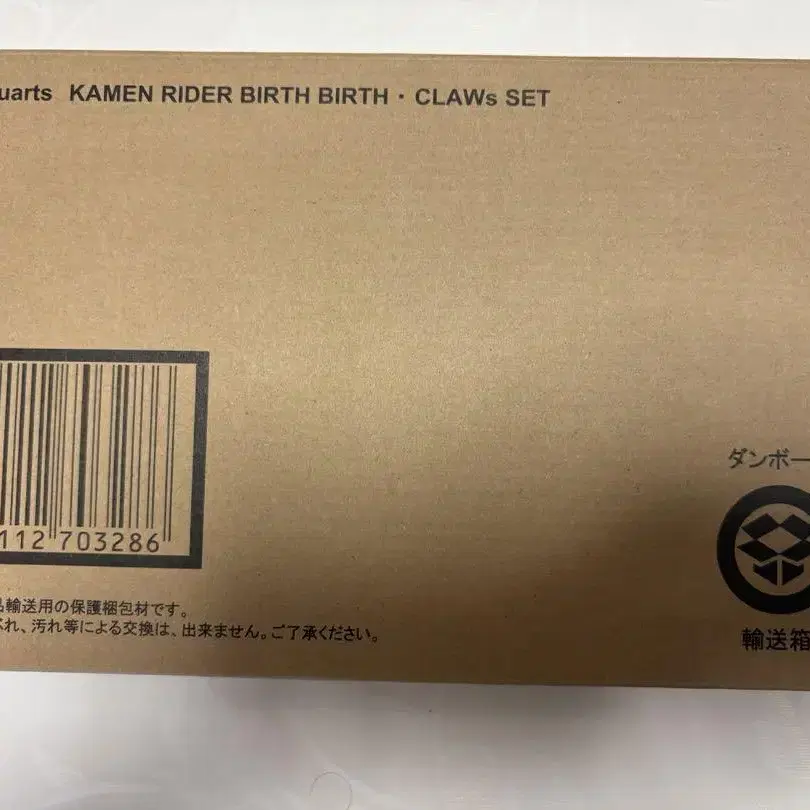 uarts KAMEN RIDER BIRTH BIRTH・CLAWs SET
112 703286
ダンボー
品輸送用の保護梱包材です。
れ、汚れ等による交換は、出来ません。ご了承ください。
輸送箱